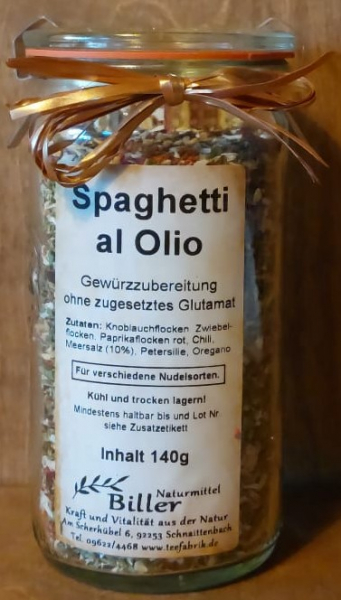 Spaghetti
al Olio
Gewürzzubereitung
ohne zugesetztes Glutamat
Zutaten: Knoblauchflocken Zwiebel-
flocken, Paprikaflocken rot, Chili,
Meersalz (10%), Petersilie, Oregano
Für verschiedene Nudelsorten.
Kühl und trocken lagern!
Mindestens haltbar bis und Lot Nr
siehe Zusatzetikett
Inhalt 140g
Naturmittel
Biller
Kraft und Vitalität aus der Natur
Am Scherhübel 6, 92253 Schnaittenbach
Tel. 09622/4468 www.teefabrik.de